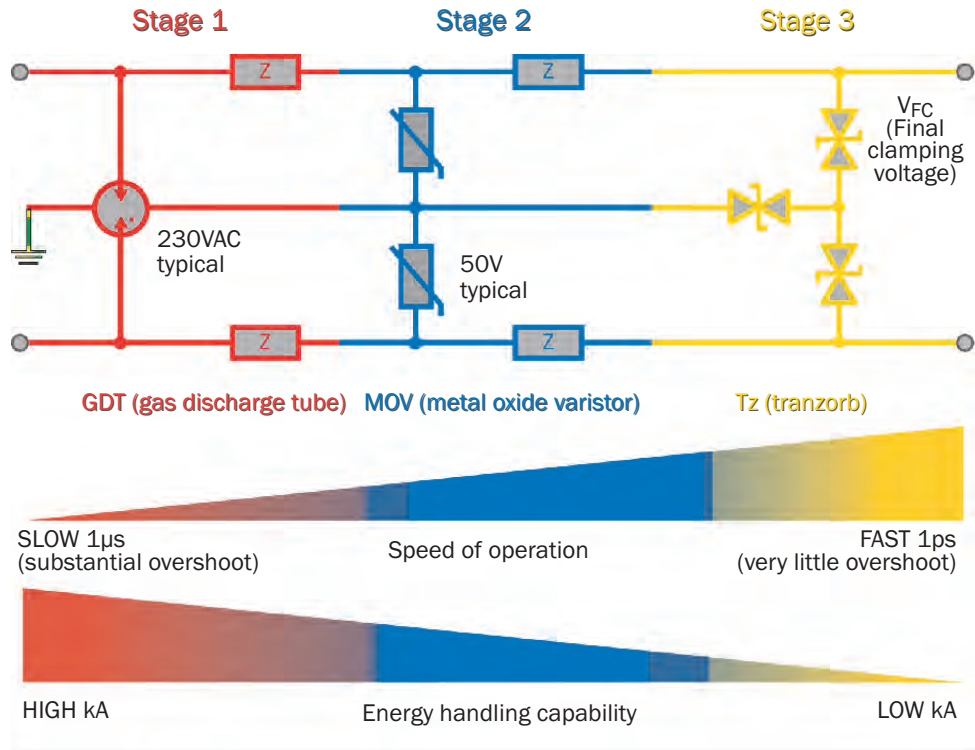 Stage 1
Stage 2
Stage 3
Z
Z
VFC
(Final
clamping
voltage)
230VAC
typical
50V
typical
Z
Z
GDT (gas discharge tube)
MOV (metal oxide varistor)
Tz (tranzorb)
SLOW 1µs
(substantial overshoot)
Speed of operation
FAST 1ps
(very little overshoot)
HIGH kA
Energy handling capability
LOW kA